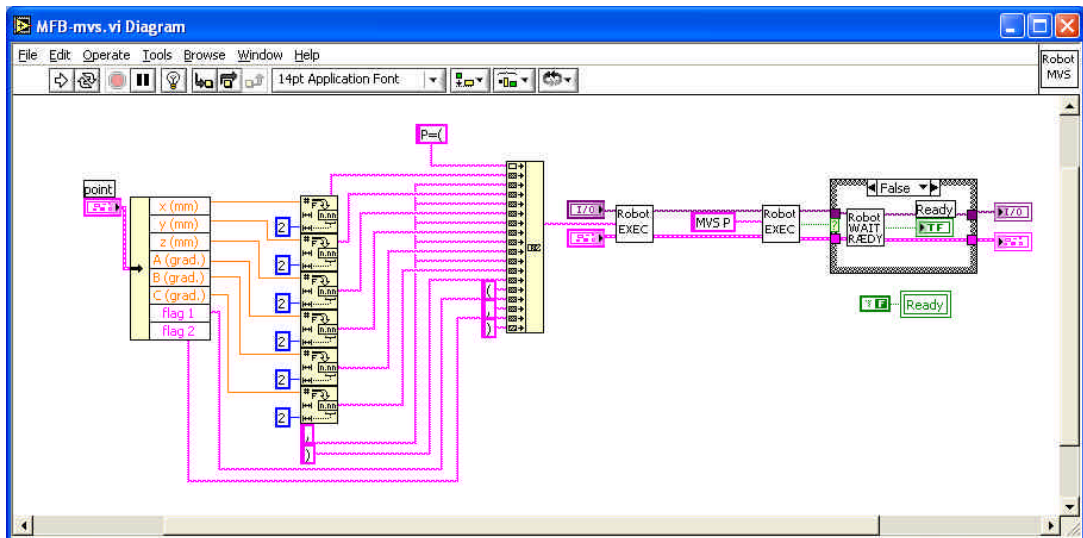 MFB-mvs.vi Diagram
File Edit Operate Tools Browse Window Help
Robot
MVS
14pt Application Font
P=(
point
x (mm)
y (mm)
z (mm)
A (grad.)
B (grad.)
C (grad.)
flag 1
flag 2
2
2
2
2
2
2
,
)
(
,
)
I/O
Robot
EXEC
MVS P
Robot
EXEC
False
Robot
WAIT
RÆDY
Ready
TF
I/O
F
Ready